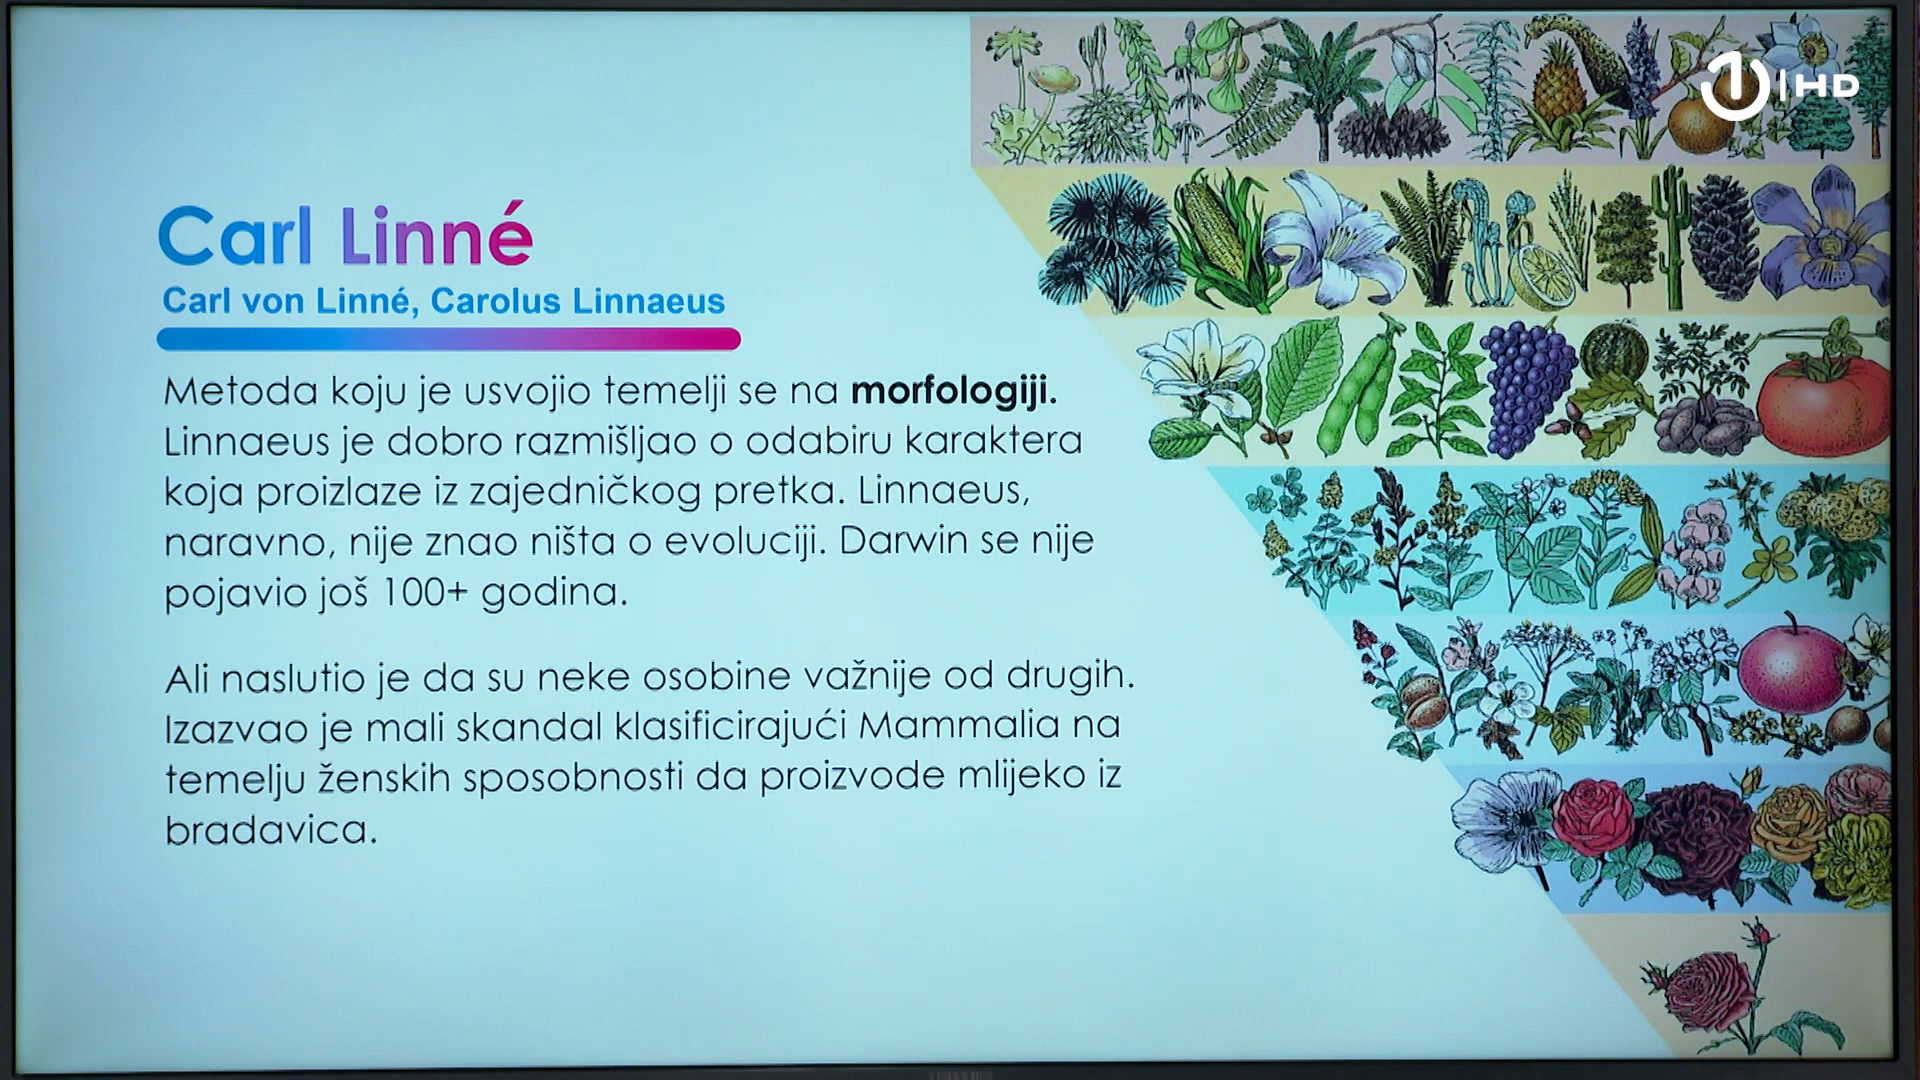 1 | HD
Carl Linné
Carl von Linné, Carolus Linnaeus
Metoda koju je usvojio temelji se na morfologiji.
Linnaeus je dobro razmišljao o odabiru karaktera
koja proizlaze iz zajedničkog pretka. Linnaeus,
naravno, nije znao ništa o evoluciji. Darwin se nije
pojavio još 100+ godina.
Ali naslutio je da su neke osobine važnije od drugih.
Izazvao je mali skandal klasificirajući Mammalia na
temelju ženskih sposobnosti da proizvode mlijeko iz
bradavica.